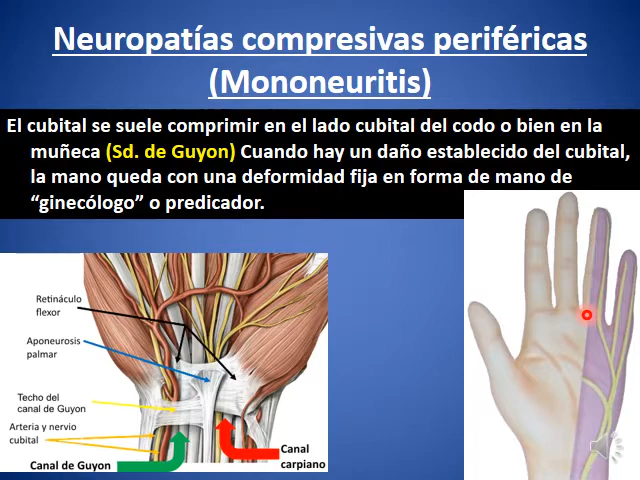 Neuropatías compresivas periféricas
(Mononeuritis)
El cubital se suele comprimir en el lado cubital del codo o bien en la
muñeca (Sd. de Guyon) Cuando hay un daño establecido del cubital,
la mano queda con una deformidad fija en forma de mano de
“ginecólogo” o predicador.
Retináculo
flexor
Aponeurosis
palmar
Techo del
canal de Guyon
Arteria y nervio
cubital
Canal de Guyon
Canal
carpiano